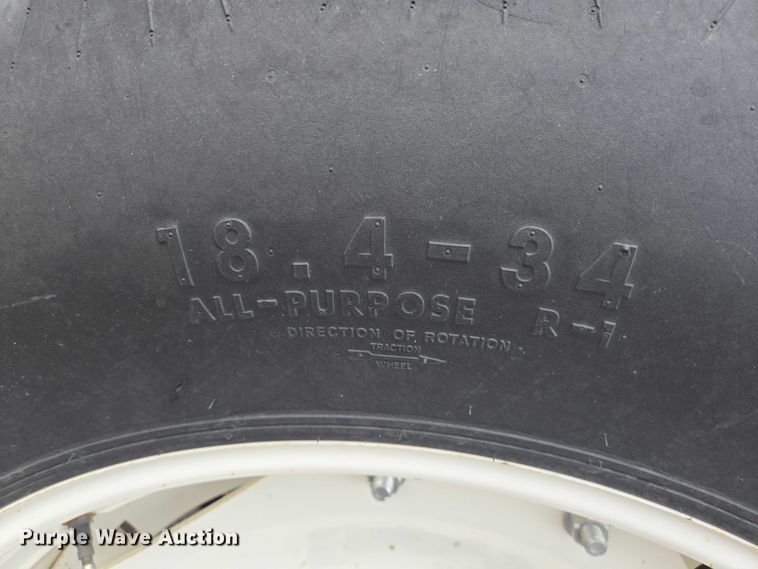 18.4-34
ALL-PURPOSE R-1
DIRECTION OF ROTATION
TRACTION
WHEEL
Purple Wave Auction